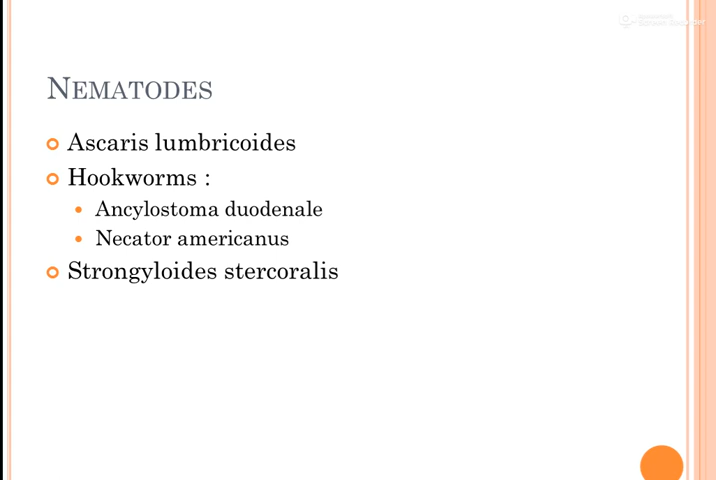 NEMATODES
Ascaris lumbricoides
Hookworms :
Ancylostoma duodenale
Necator americanus
Strongyloides stercoralis